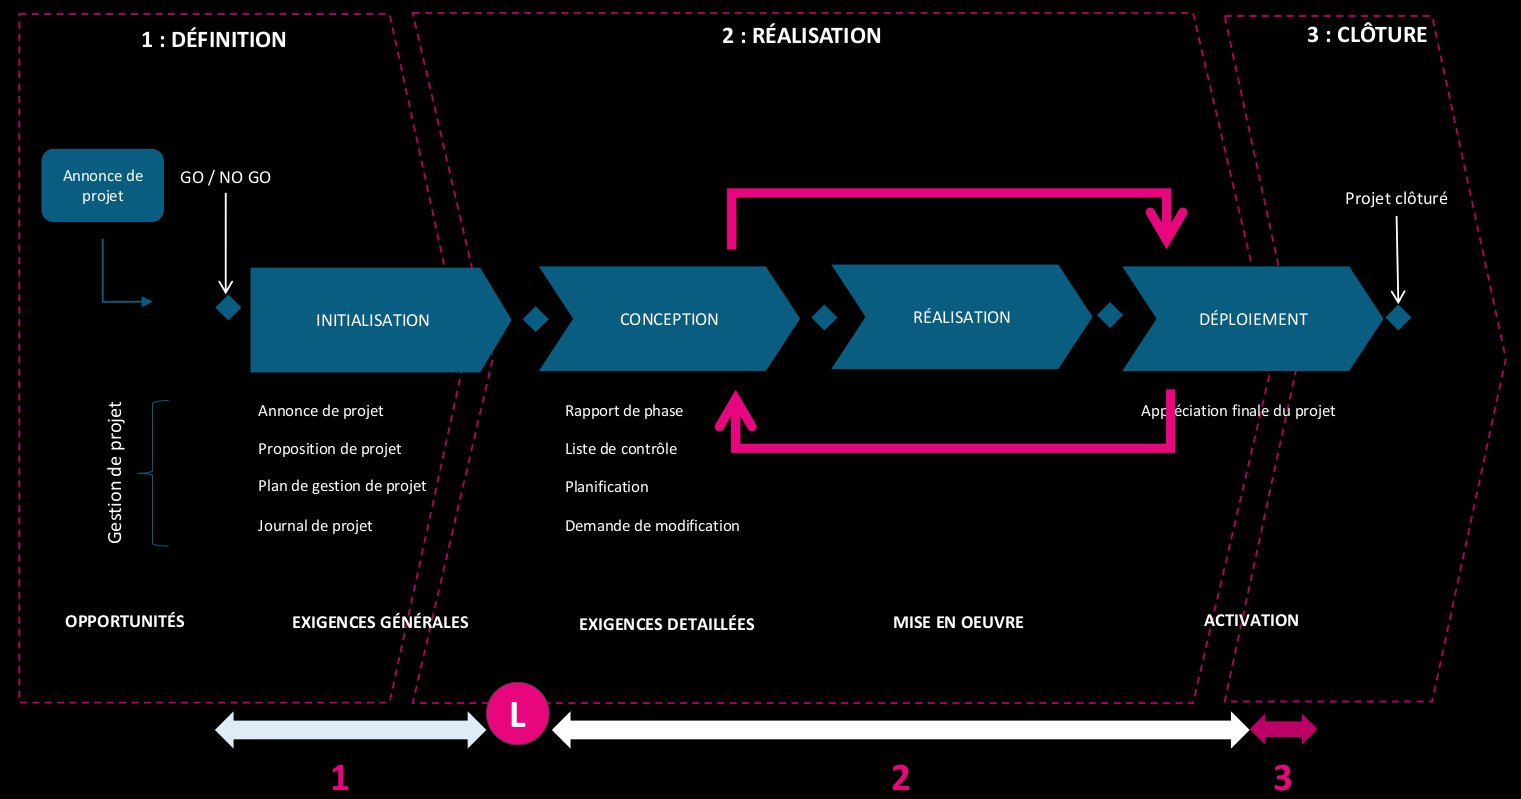 1 : DÉFINITION
2 : RÉALISATION
3 : CLÔTURE
Annonce de
projet
GO / NO GO
Projet clôturé
INITIALISATION
CONCEPTION
RÉALISATION
DÉPLOIEMENT
Gestion de projet
Annonce de projet
Proposition de projet
Plan de gestion de projet
Journal de projet
Rapport de phase
Liste de contrôle
Planification
Demande de modification
Appréciation finale du projet
OPPORTUNITÉS
EXIGENCES GÉNÉRALES
EXIGENCES DETAILLÉES
MISE EN OEUVRE
ACTIVATION
L
1
2
3